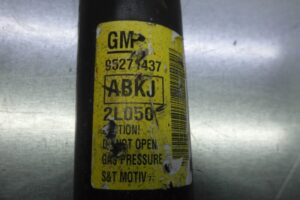 GM
95271437
ABKJ
2L050
CAUTION!
DO NOT OPEN
GAS PRESSURE
S&T MOTIV